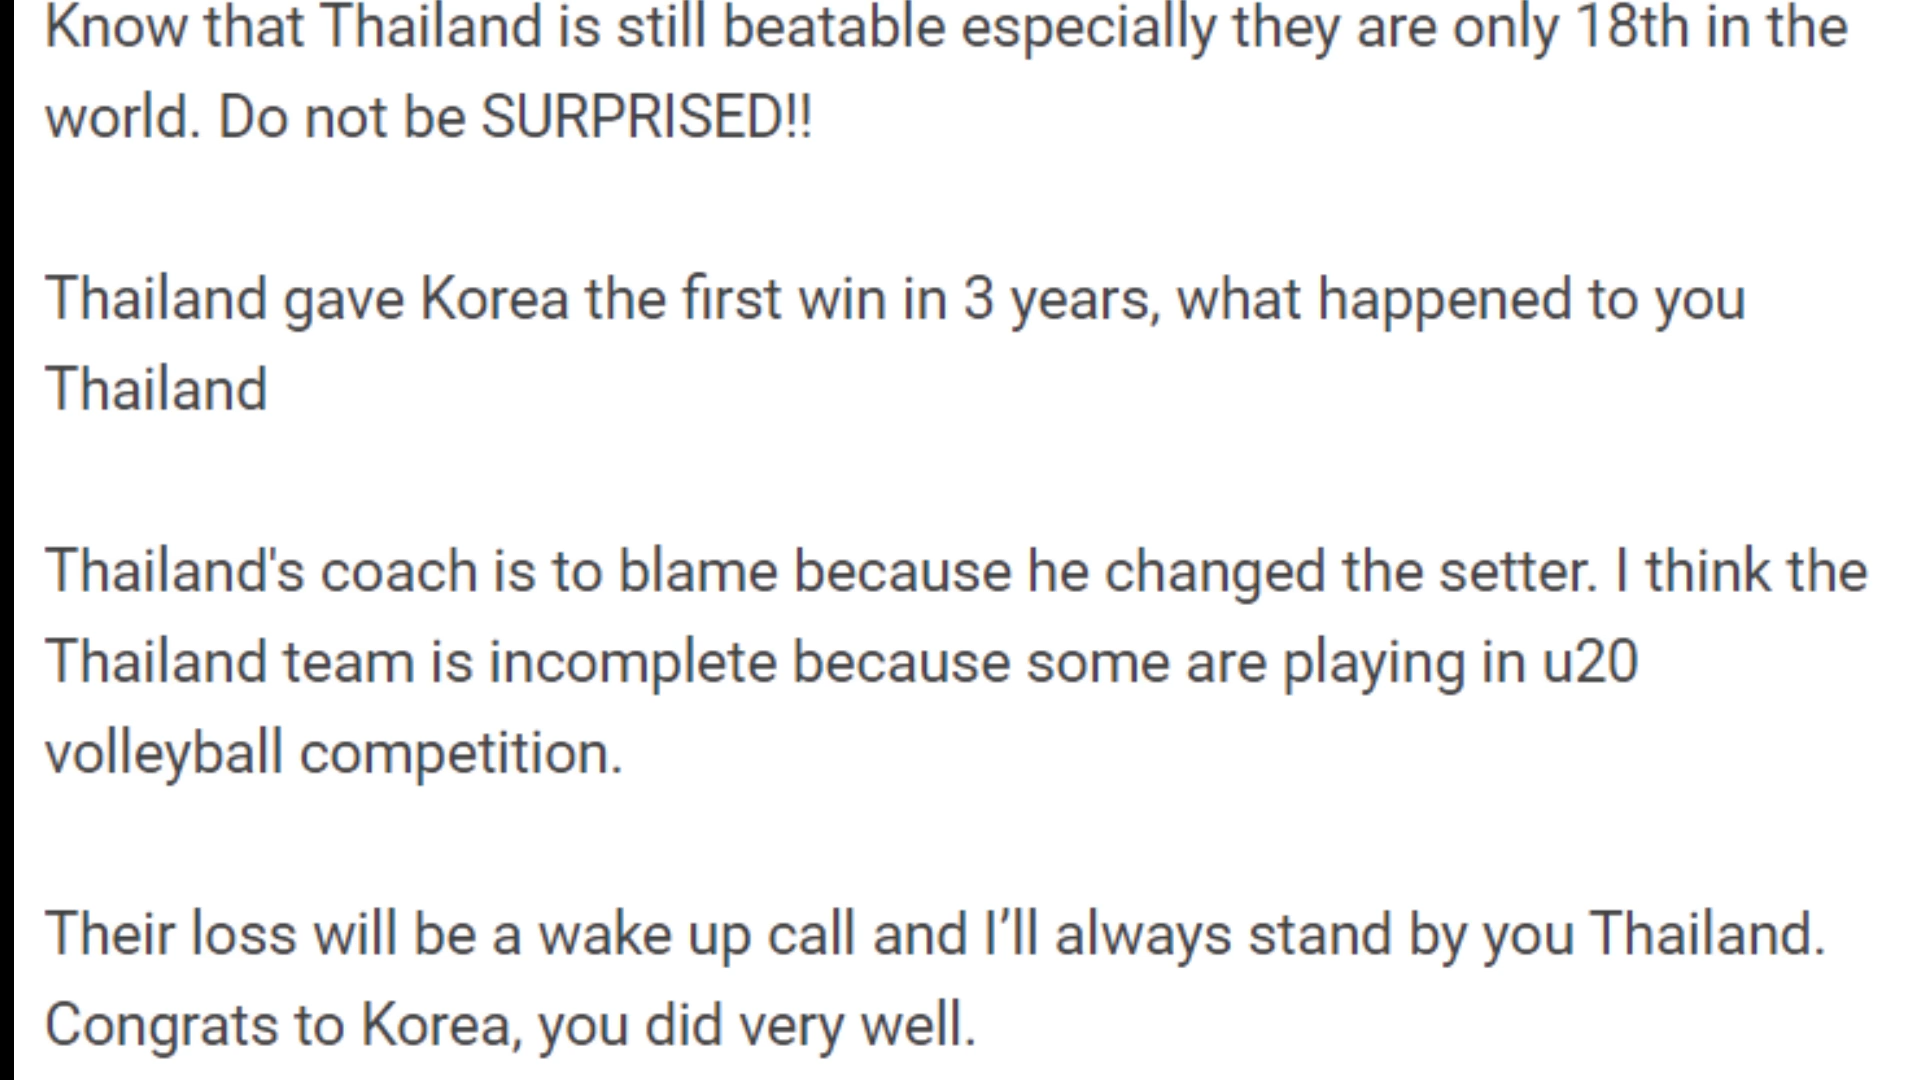 Know that Thailand is still beatable especially they are only 18th in the
world. Do not be SURPRISED!!
Thailand gave Korea the first win in 3 years, what happened to you
Thailand
Thailand's coach is to blame because he changed the setter. I think the
Thailand team is incomplete because some are playing in u20
volleyball competition.
Their loss will be a wake up call and I’ll always stand by you Thailand.
Congrats to Korea, you did very well.